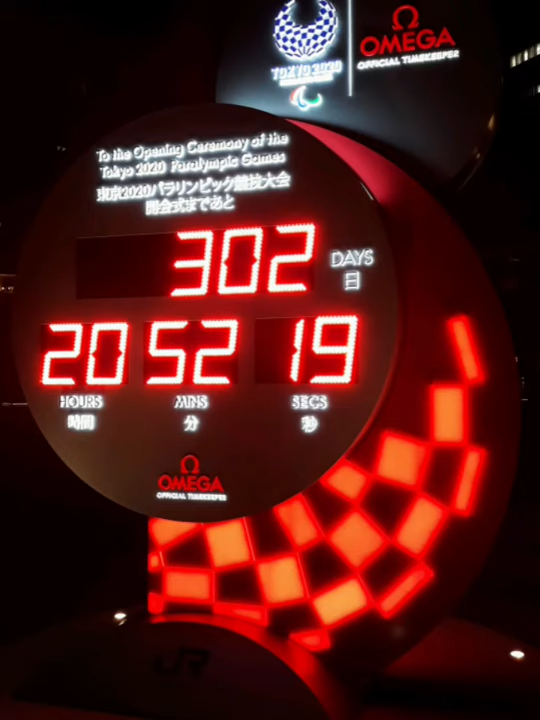 TOKYO 2020
OMEGA
OFFICIAL TIMEKEEPER
To the Opening Ceremony of the
Tokyo 2020 Paralympic Games
東京2020パラリンピック競技大会
開会式まであと
302 DAYS
日
20 52 19
HOURS MINS SECS
時間 分 秒
OMEGA
OFFICIAL TIMEKEEPER
JR